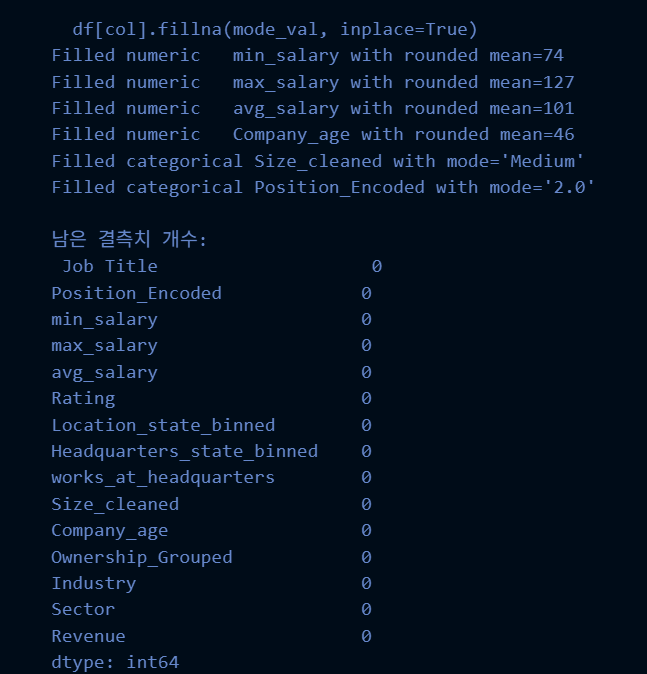 df[col].fillna(mode_val, inplace=True)
Filled numeric   min_salary with rounded mean=74
Filled numeric   max_salary with rounded mean=127
Filled numeric   avg_salary with rounded mean=101
Filled numeric   Company_age with rounded mean=46
Filled categorical Size_cleaned with mode='Medium'
Filled categorical Position_Encoded with mode='2.0'

남은 결측치 개수:
 Job Title                    0
Position_Encoded             0
min_salary                   0
max_salary                   0
avg_salary                   0
Rating                       0
Location_state_binned        0
Headquarters_state_binned    0
works_at_headquarters        0
Size_cleaned                 0
Company_age                  0
Ownership_Grouped            0
Industry                     0
Sector                       0
Revenue                      0
dtype: int64